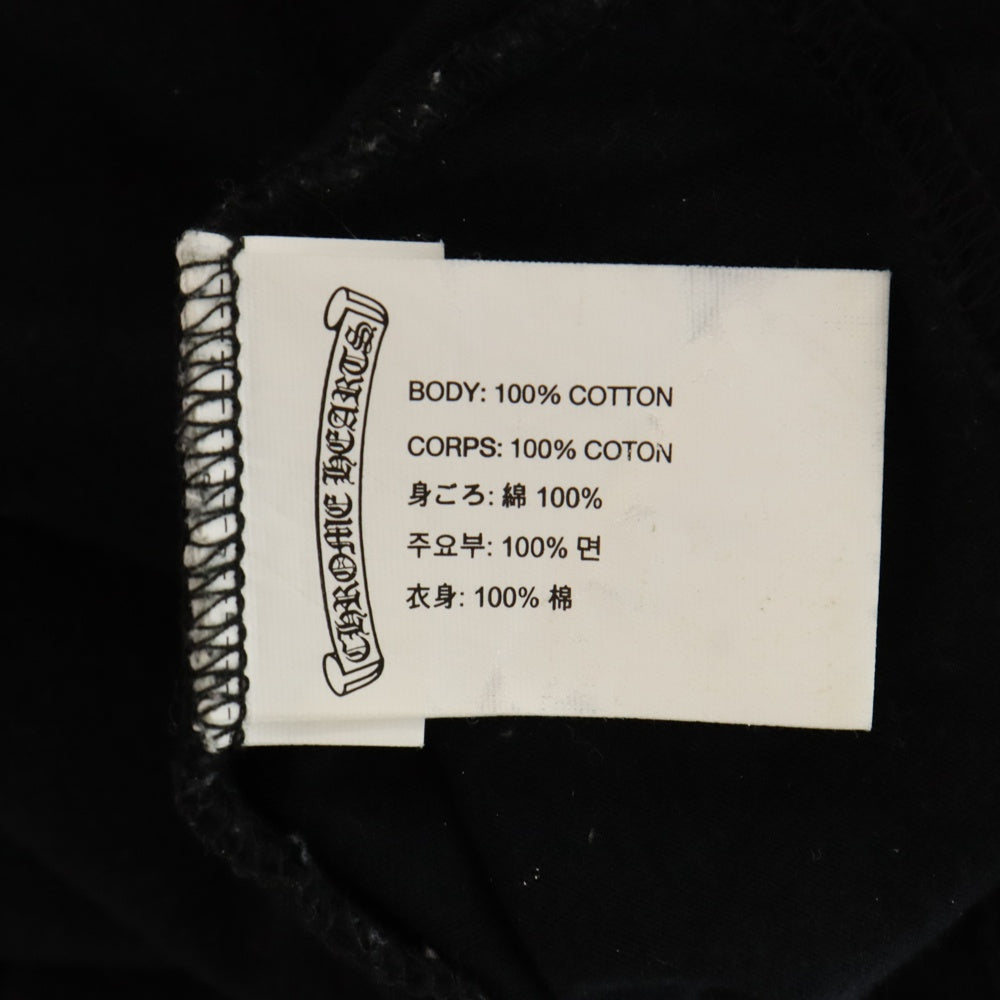 CHROME HEARTS
BODY: 100% COTTON
CORPS: 100% COTON
身ごろ: 綿 100%
주요부: 100% 면
衣身: 100% 棉